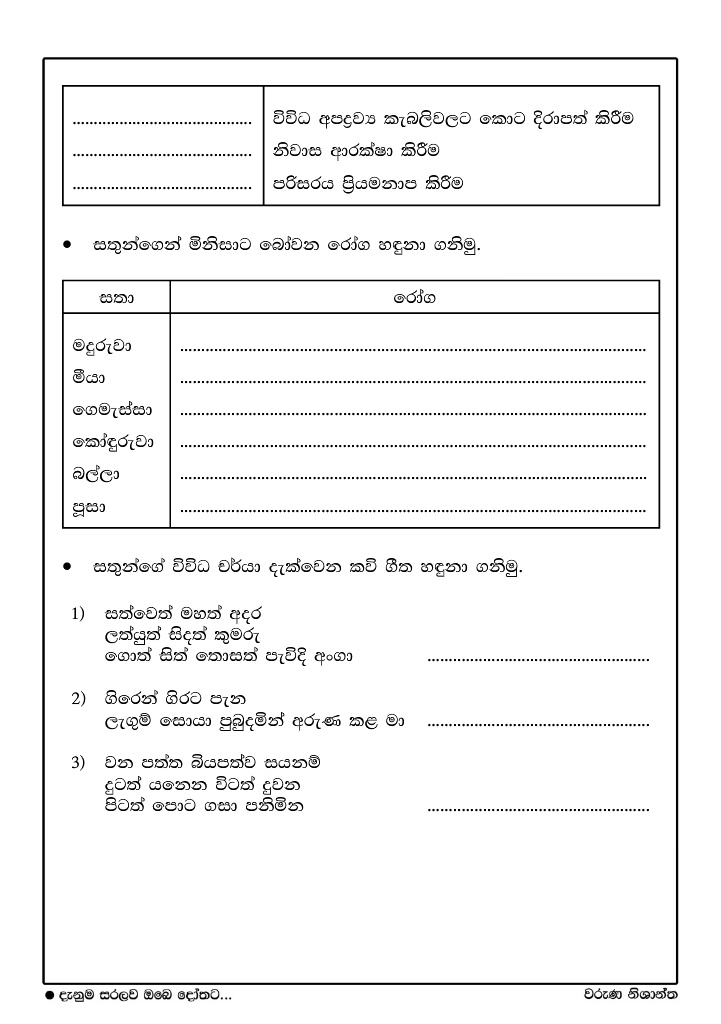 ........................................... විවිධ අපද්‍රව්‍ය කැබලිවලට කොට දිරාපත් කිරීම
........................................... නිවාස ආරක්ෂා කිරීම
........................................... පරිසරය ප්‍රියමනාප කිරීම
• සතුන්ගෙන් මිනිසාට බෝවන රෝග හඳුනා ගනිමු.
සතා රෝග
මදුරුවා ................................................................................
මීයා ................................................................................
ගෙමැස්සා ................................................................................
කෝඳුරුවා ................................................................................
බල්ලා ................................................................................
පූසා ................................................................................
• සතුන්ගේ විවිධ චර්යා දැක්වෙන කවි ගීත හඳුනා ගනිමු.
1) සත්වෙත් මහත් අදර
ලත්යුත් සිදත් කුමරු
ගොත් සිත් තොසත් පැවිදි අංගා .....................................................
2) ගිරෙන් ගිරට පැන
ලැගුම් සොයා පුබුදමින් අරුණ කළ මා .....................................................
3) වන පත්ත බියපත්ව සයනම්
දුටත් යනෙන විටත් දුවන
පිටත් පොට ගසා පනිමින .....................................................
● දැනුම සරලව ඔබෙ දෝතට... වරුණ නිශාන්ත